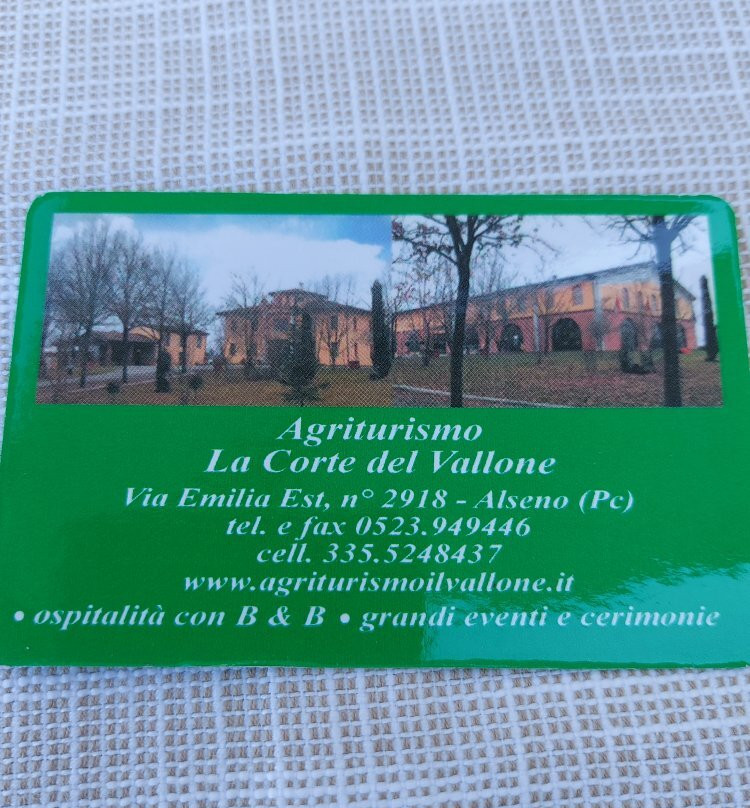 Agriturismo
La Corte del Vallone
Via Emilia Est, n° 2918 - Alseno (Pc)
tel. e fax 0523.949446
cell. 335.5248437
www.agriturismoilvallone.it
• ospitalità con B & B • grandi eventi e cerimonie